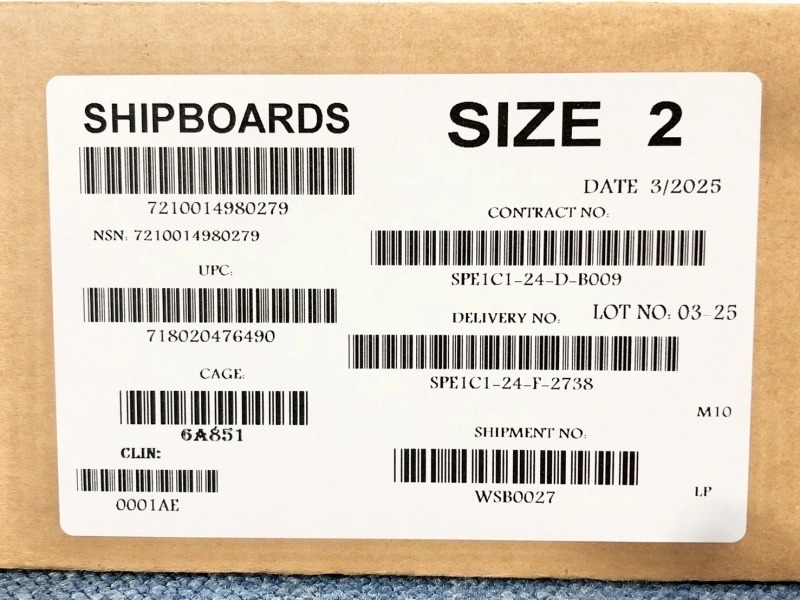 SHIPBOARDS
7210014980279
NSN: 7210014980279
UPC:
718020476490
CAGE:
6A851
CLIN:
0001AE
SIZE 2
DATE 3/2025
CONTRACT NO:
SPE1C1-24-D-B009
DELIVERY NO:
LOT NO: 03-25
SPE1C1-24-F-2738
M10
SHIPMENT NO:
WSB0027
LP